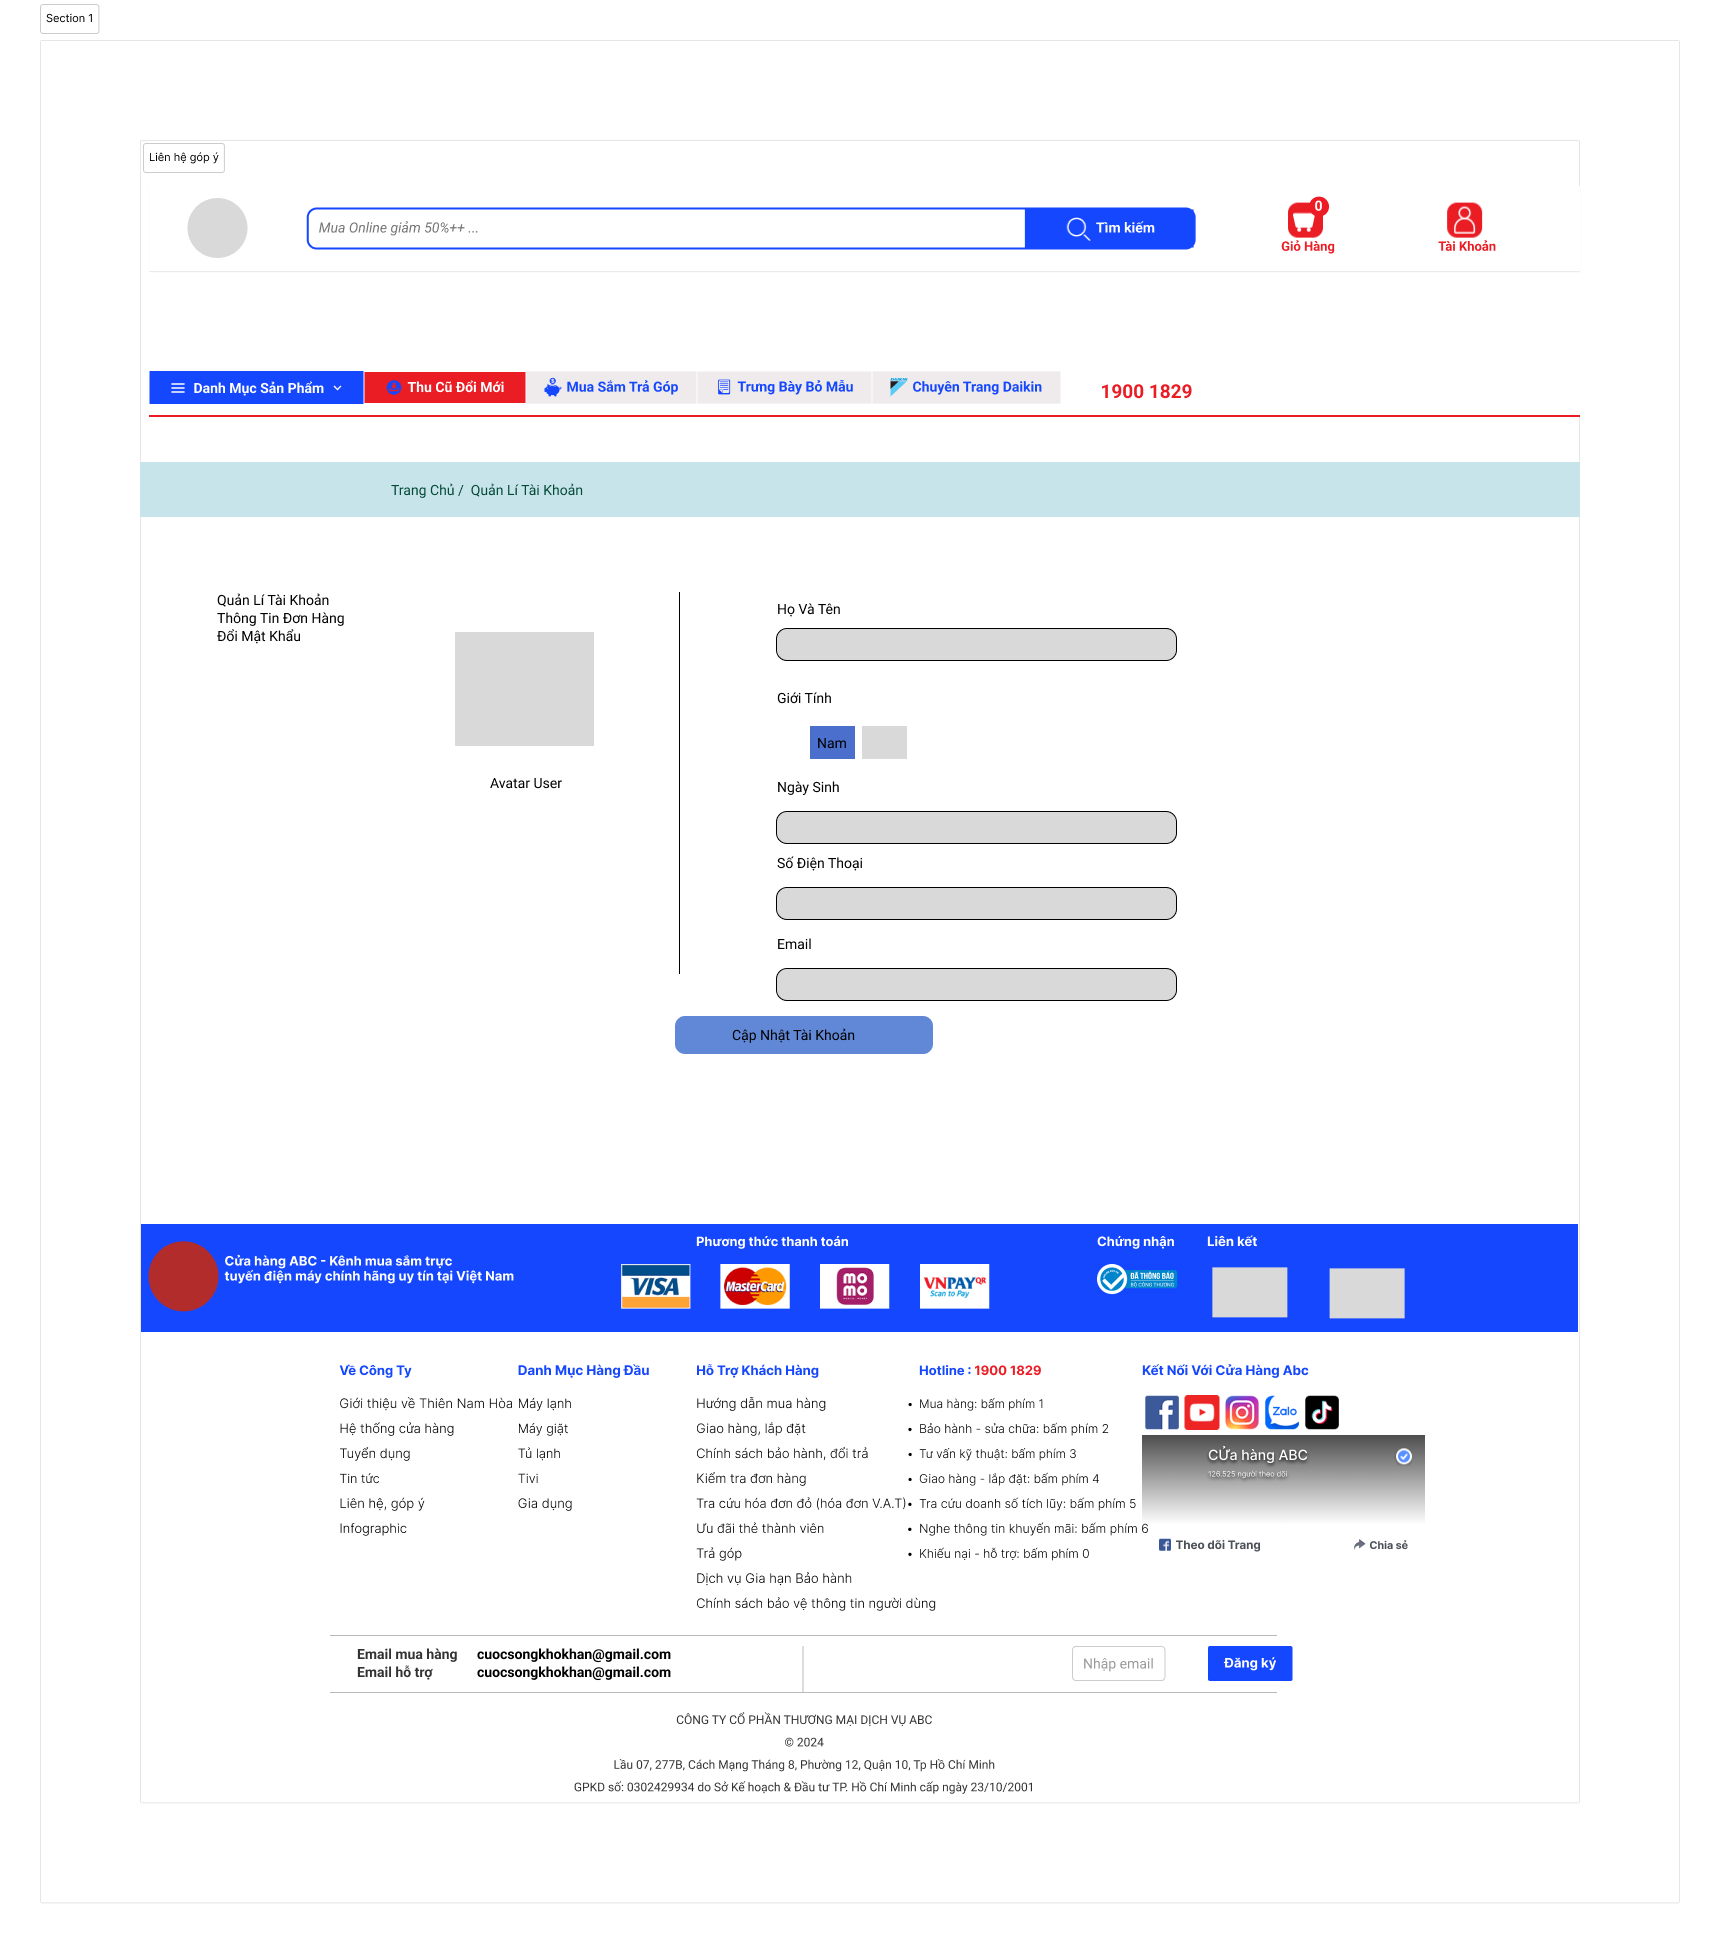 Section 1
Liên hệ góp ý
Mua Online giảm 50%++ ...
Tìm kiếm
0
Giỏ Hàng
Tài Khoản
Danh Mục Sản Phẩm
Thu Cũ Đổi Mới
Mua Sắm Trả Góp
Trưng Bày Bỏ Mẫu
Chuyên Trang Daikin
1900 1829
Trang Chủ / Quản Lí Tài Khoản
Quản Lí Tài Khoản
Thông Tin Đơn Hàng
Đổi Mật Khẩu
Avatar User
Họ Và Tên
Giới Tính
Nam
Ngày Sinh
Số Điện Thoại
Email
Cập Nhật Tài Khoản
Cửa hàng ABC - Kênh mua sắm trực
tuyến điện máy chính hãng uy tín tại Việt Nam
Phương thức thanh toán
VISA
MasterCard
mo
mo
VNPAY QR
Scan to Pay
Chứng nhận
ĐÃ THÔNG BÁO
BỘ CÔNG THƯƠNG
Liên kết
Về Công Ty
Giới thiệu về Thiên Nam Hòa
Hệ thống cửa hàng
Tuyển dụng
Tin tức
Liên hệ, góp ý
Infographic
Danh Mục Hàng Đầu
Máy lạnh
Máy giặt
Tủ lạnh
Tivi
Gia dụng
Hỗ Trợ Khách Hàng
Hướng dẫn mua hàng
Giao hàng, lắp đặt
Chính sách bảo hành, đổi trả
Kiểm tra đơn hàng
Tra cứu hóa đơn đỏ (hóa đơn V.A.T)
Ưu đãi thẻ thành viên
Trả góp
Dịch vụ Gia hạn Bảo hành
Chính sách bảo vệ thông tin người dùng
Hotline : 1900 1829
• Mua hàng: bấm phím 1
• Bảo hành - sửa chữa: bấm phím 2
• Tư vấn kỹ thuật: bấm phím 3
• Giao hàng - lắp đặt: bấm phím 4
• Tra cứu doanh số tích lũy: bấm phím 5
• Nghe thông tin khuyến mãi: bấm phím 6
• Khiếu nại - hỗ trợ: bấm phím 0
Kết Nối Với Cửa Hàng Abc
Zalo
CỬa hàng ABC
126.525 người theo dõi
Theo dõi Trang
Chia sẻ
Email mua hàng cuocsongkhokhan@gmail.com
Email hỗ trợ cuocsongkhokhan@gmail.com
Nhập email
Đăng ký
CÔNG TY CỔ PHẦN THƯƠNG MẠI DỊCH VỤ ABC
© 2024
Lầu 07, 277B, Cách Mạng Tháng 8, Phường 12, Quận 10, Tp Hồ Chí Minh
GPKD số: 0302429934 do Sở Kế hoạch & Đầu tư TP. Hồ Chí Minh cấp ngày 23/10/2001